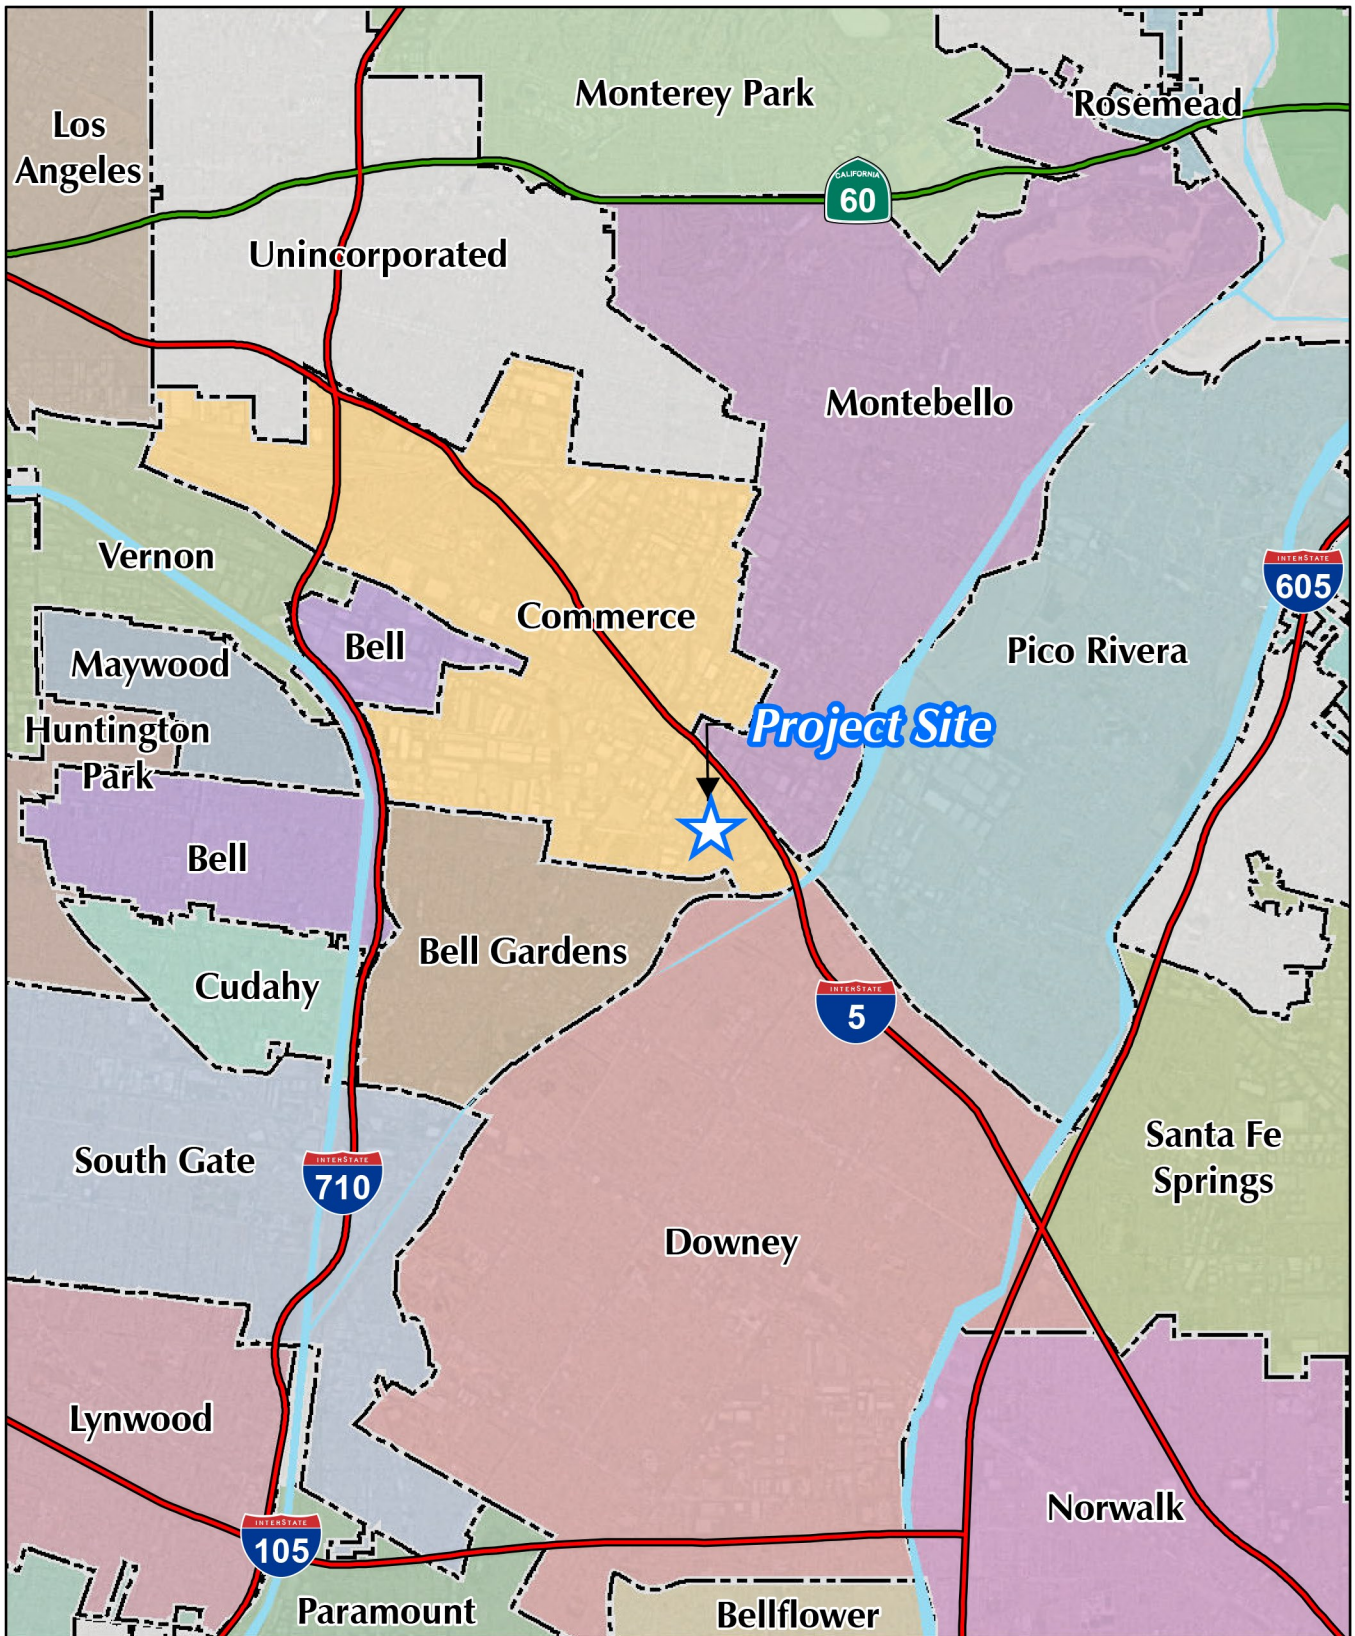 Monterey Park
Rosemead
Los
Angeles
CALIFORNIA
60
Unincorporated
Montebello
Vernon
INTERSTATE
605
Commerce
Bell
Pico Rivera
Maywood
Project Site
Huntington
Park
Bell
Bell Gardens
Cudahy
INTERSTATE
5
Santa Fe
Springs
South Gate
INTERSTATE
710
Downey
Lynwood
Norwalk
INTERSTATE
105
Paramount
Bellflower